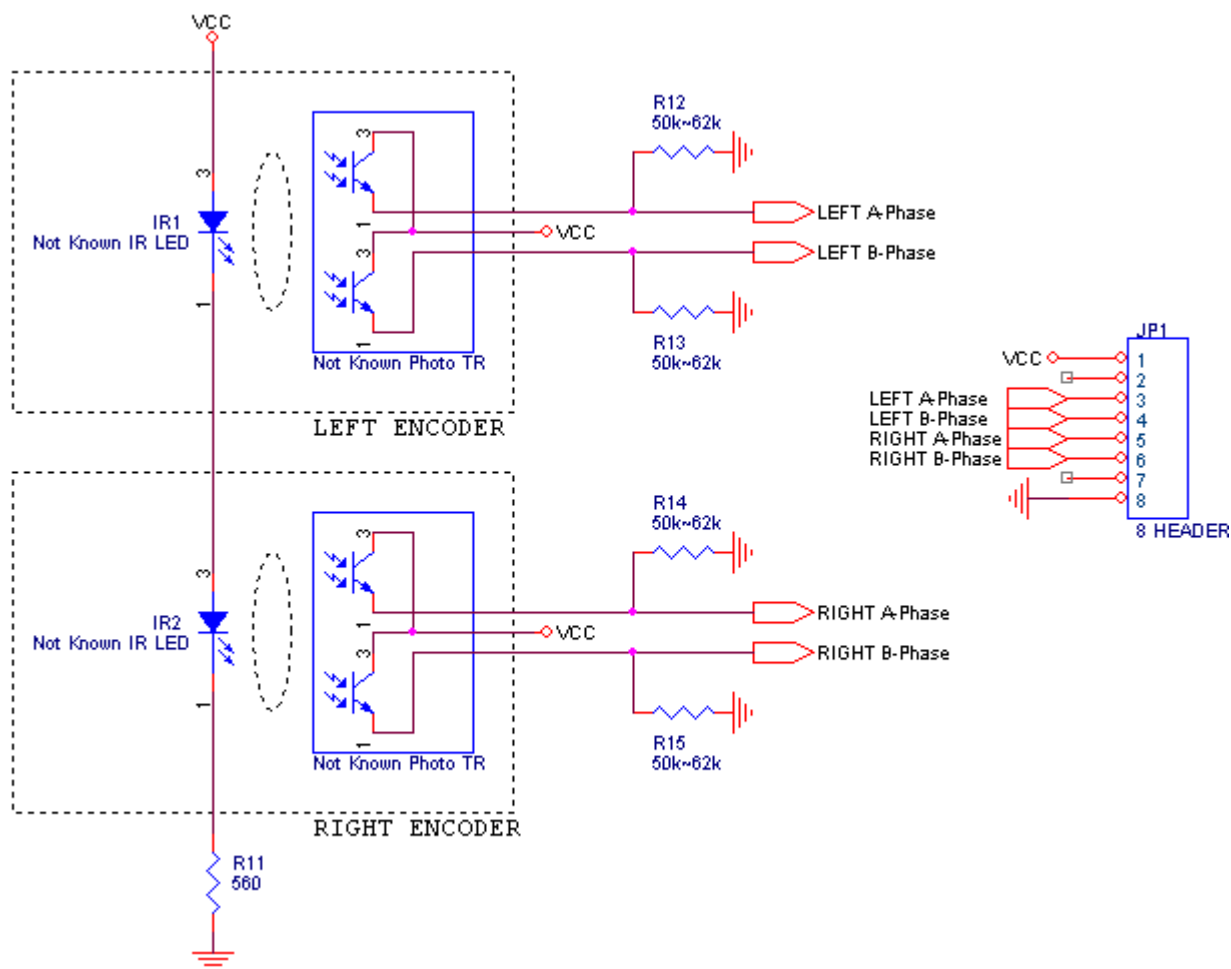 VCC
3
IR1
Not Known IR LED
1
3
1
3
1
Not Known Photo TR
LEFT ENCODER
R12
50k~62k
LEFT A-Phase
VCC
LEFT B-Phase
R13
50k~62k
3
IR2
Not Known IR LED
1
3
1
3
1
Not Known Photo TR
RIGHT ENCODER
R14
50k~62k
RIGHT A-Phase
VCC
RIGHT B-Phase
R15
50k~62k
R11
560
JP1
VCC
1
2
LEFT A-Phase
3
LEFT B-Phase
4
RIGHT A-Phase
5
RIGHT B-Phase
6
7
8
8 HEADER